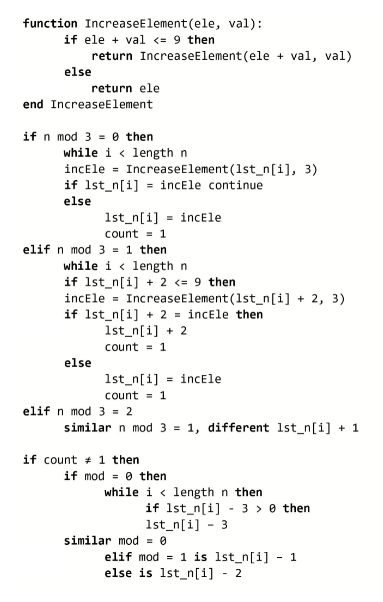 function IncreaseElement(ele, val):
if ele + val <= 9 then
return IncreaseElement(ele + val, val)
else
return ele
end IncreaseElement
if n mod 3 = 0 then
while i < length n
incEle = IncreaseElement(lst_n[i], 3)
if lst_n[i] = incEle continue
else
lst_n[i] = incEle
count = 1
elif n mod 3 = 1 then
while i < length n
if lst_n[i] + 2 <= 9 then
incEle = IncreaseElement(lst_n[i] + 2, 3)
if lst_n[i] + 2 = incEle then
lst_n[i] + 2
count = 1
else
lst_n[i] = incEle
count = 1
elif n mod 3 = 2
similar n mod 3 = 1, different lst_n[i] + 1
if count ≠ 1 then
if mod = 0 then
while i < length n then
if lst_n[i] - 3 > 0 then
lst_n[i] – 3
similar mod = 0
elif mod = 1 is lst_n[i] – 1
else is lst_n[i] - 2